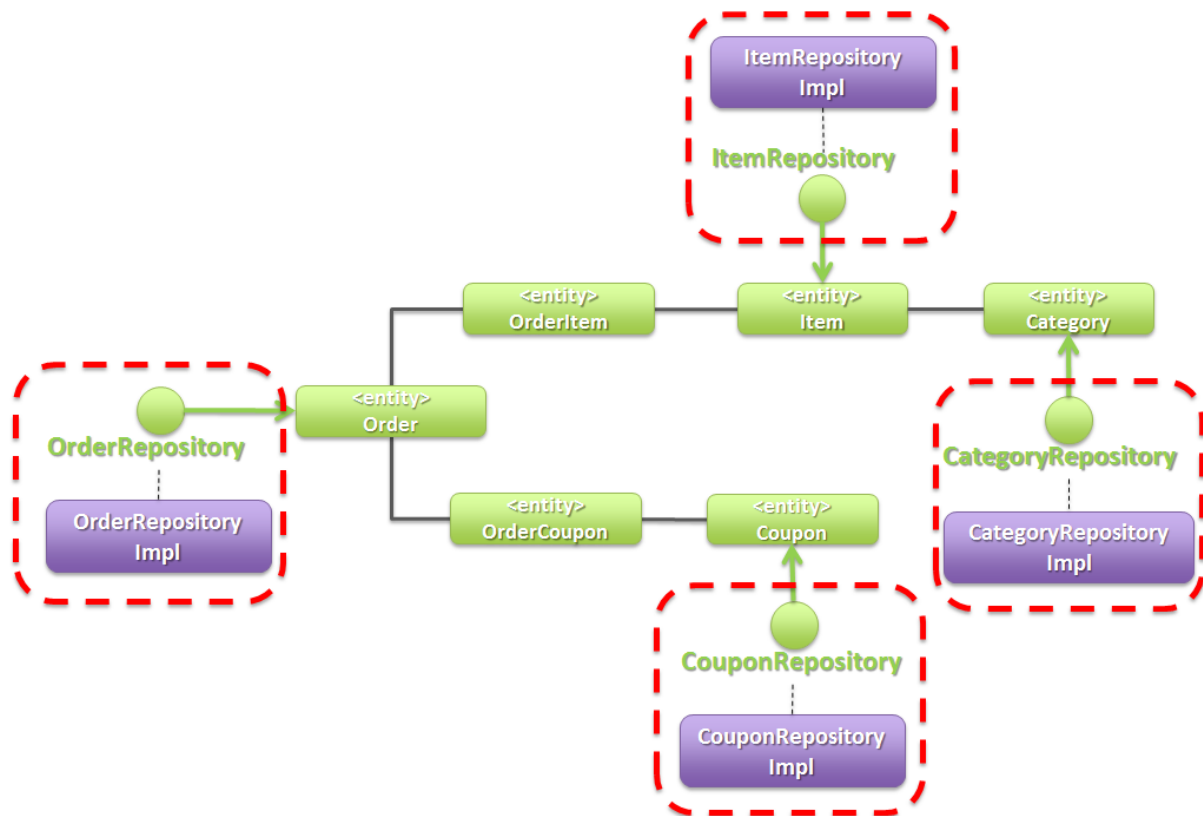 ItemRepository
Impl
ItemRepository
<entity>
OrderItem
<entity>
Item
<entity>
Category
<entity>
Order
OrderRepository
OrderRepository
Impl
CategoryRepository
CategoryRepository
Impl
<entity>
OrderCoupon
<entity>
Coupon
CouponRepository
CouponRepository
Impl